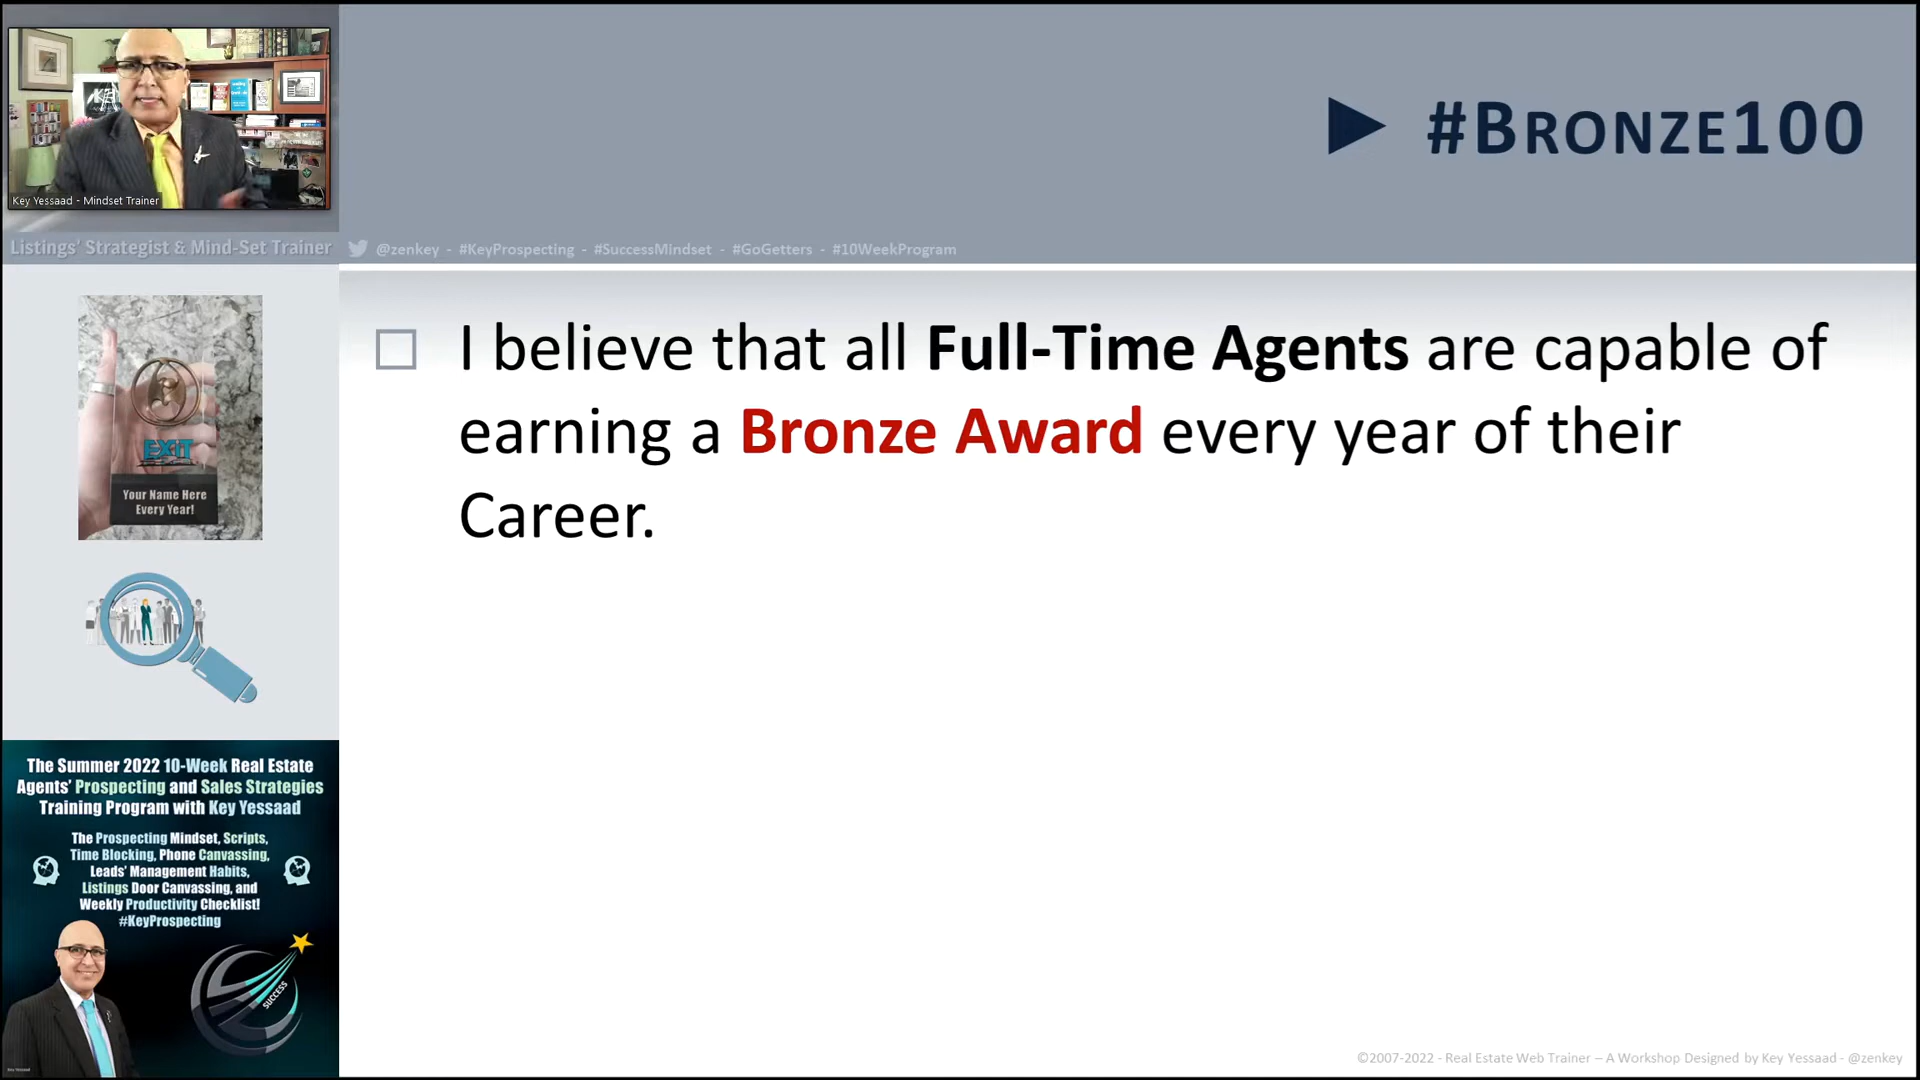 Key Yessaad - Mindset Trainer
Listings' Strategist & Mind-Set Trainer
▶ #BRONZE100
@zenkey - #KeyProspecting - #SuccessMindset - #GoGetters - #10WeekProgram
EXIT
Your Name Here
Every Year!
The Summer 2022 10-Week Real Estate
Agents' Prospecting and Sales Strategies
Training Program with Key Yessaad
The Prospecting Mindset, Scripts,
Time Blocking, Phone Canvassing,
Leads' Management Habits,
Listings Door Canvassing, and
Weekly Productivity Checklist!
#KeyProspecting
SUCCESS
I believe that all Full-Time Agents are capable of
earning a Bronze Award every year of their
Career.
©2007-2022 - Real Estate Web Trainer – A Workshop Designed by Key Yessaad - @zenkey